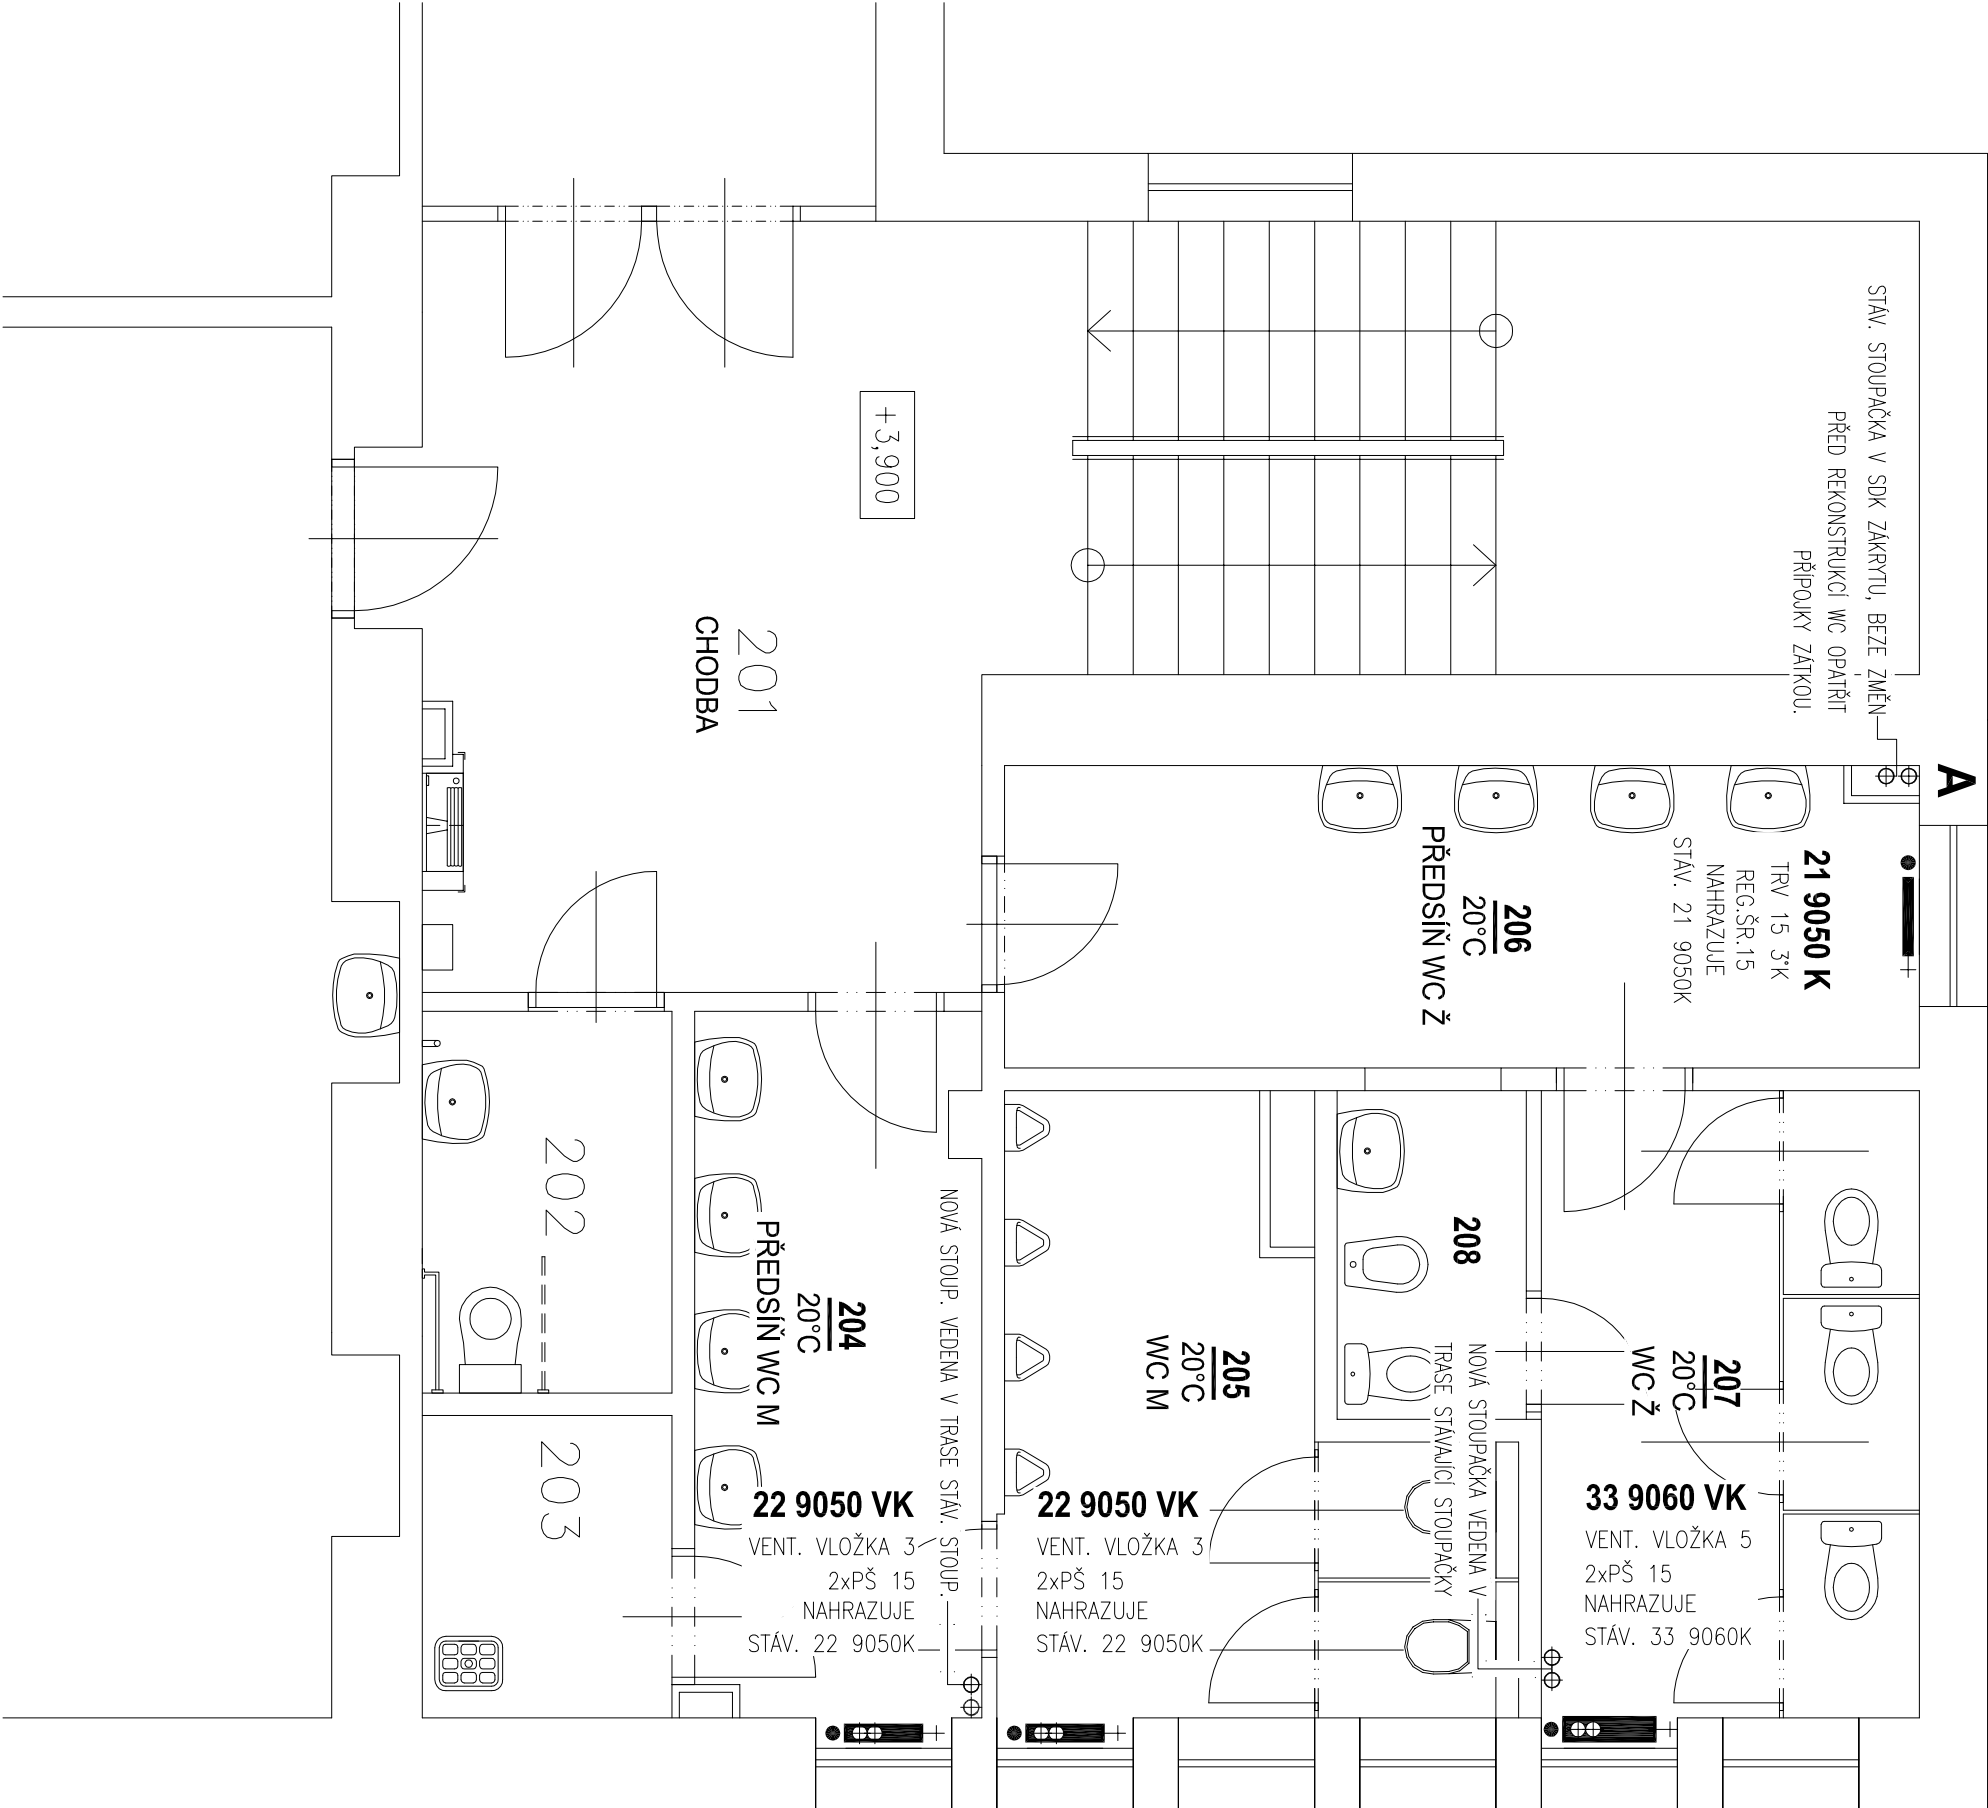 STÁV. STOUPAČKA V SDK ZÁKRYTU, BEZE ZMĚN
PŘED REKONSTRUKCÍ WC OPATŘIT
PŘÍPOJKY ZÁTKOU.
A
+3,900
201
CHODBA
21 9050 K
TRV 15 3°K
REG.ŠR.15
NAHRAZUJE
STÁV. 21 9050K
206
20°C
PŘEDSÍŇ WC Ž
202
203
204
20°C
PŘEDSÍŇ WC M
NOVÁ STOUP. VEDENA V TRASE STÁV. STOUP.
205
20°C
WC M
208
NOVÁ STOUPAČKA VEDENA V
TRASE STÁVAJÍCÍ STOUPAČKY
207
20°C
WC Ž
22 9050 VK
VENT. VLOŽKA 3
2xPŠ 15
NAHRAZUJE
STÁV. 22 9050K
22 9050 VK
VENT. VLOŽKA 3
2xPŠ 15
NAHRAZUJE
STÁV. 22 9050K
33 9060 VK
VENT. VLOŽKA 5
2xPŠ 15
NAHRAZUJE
STÁV. 33 9060K